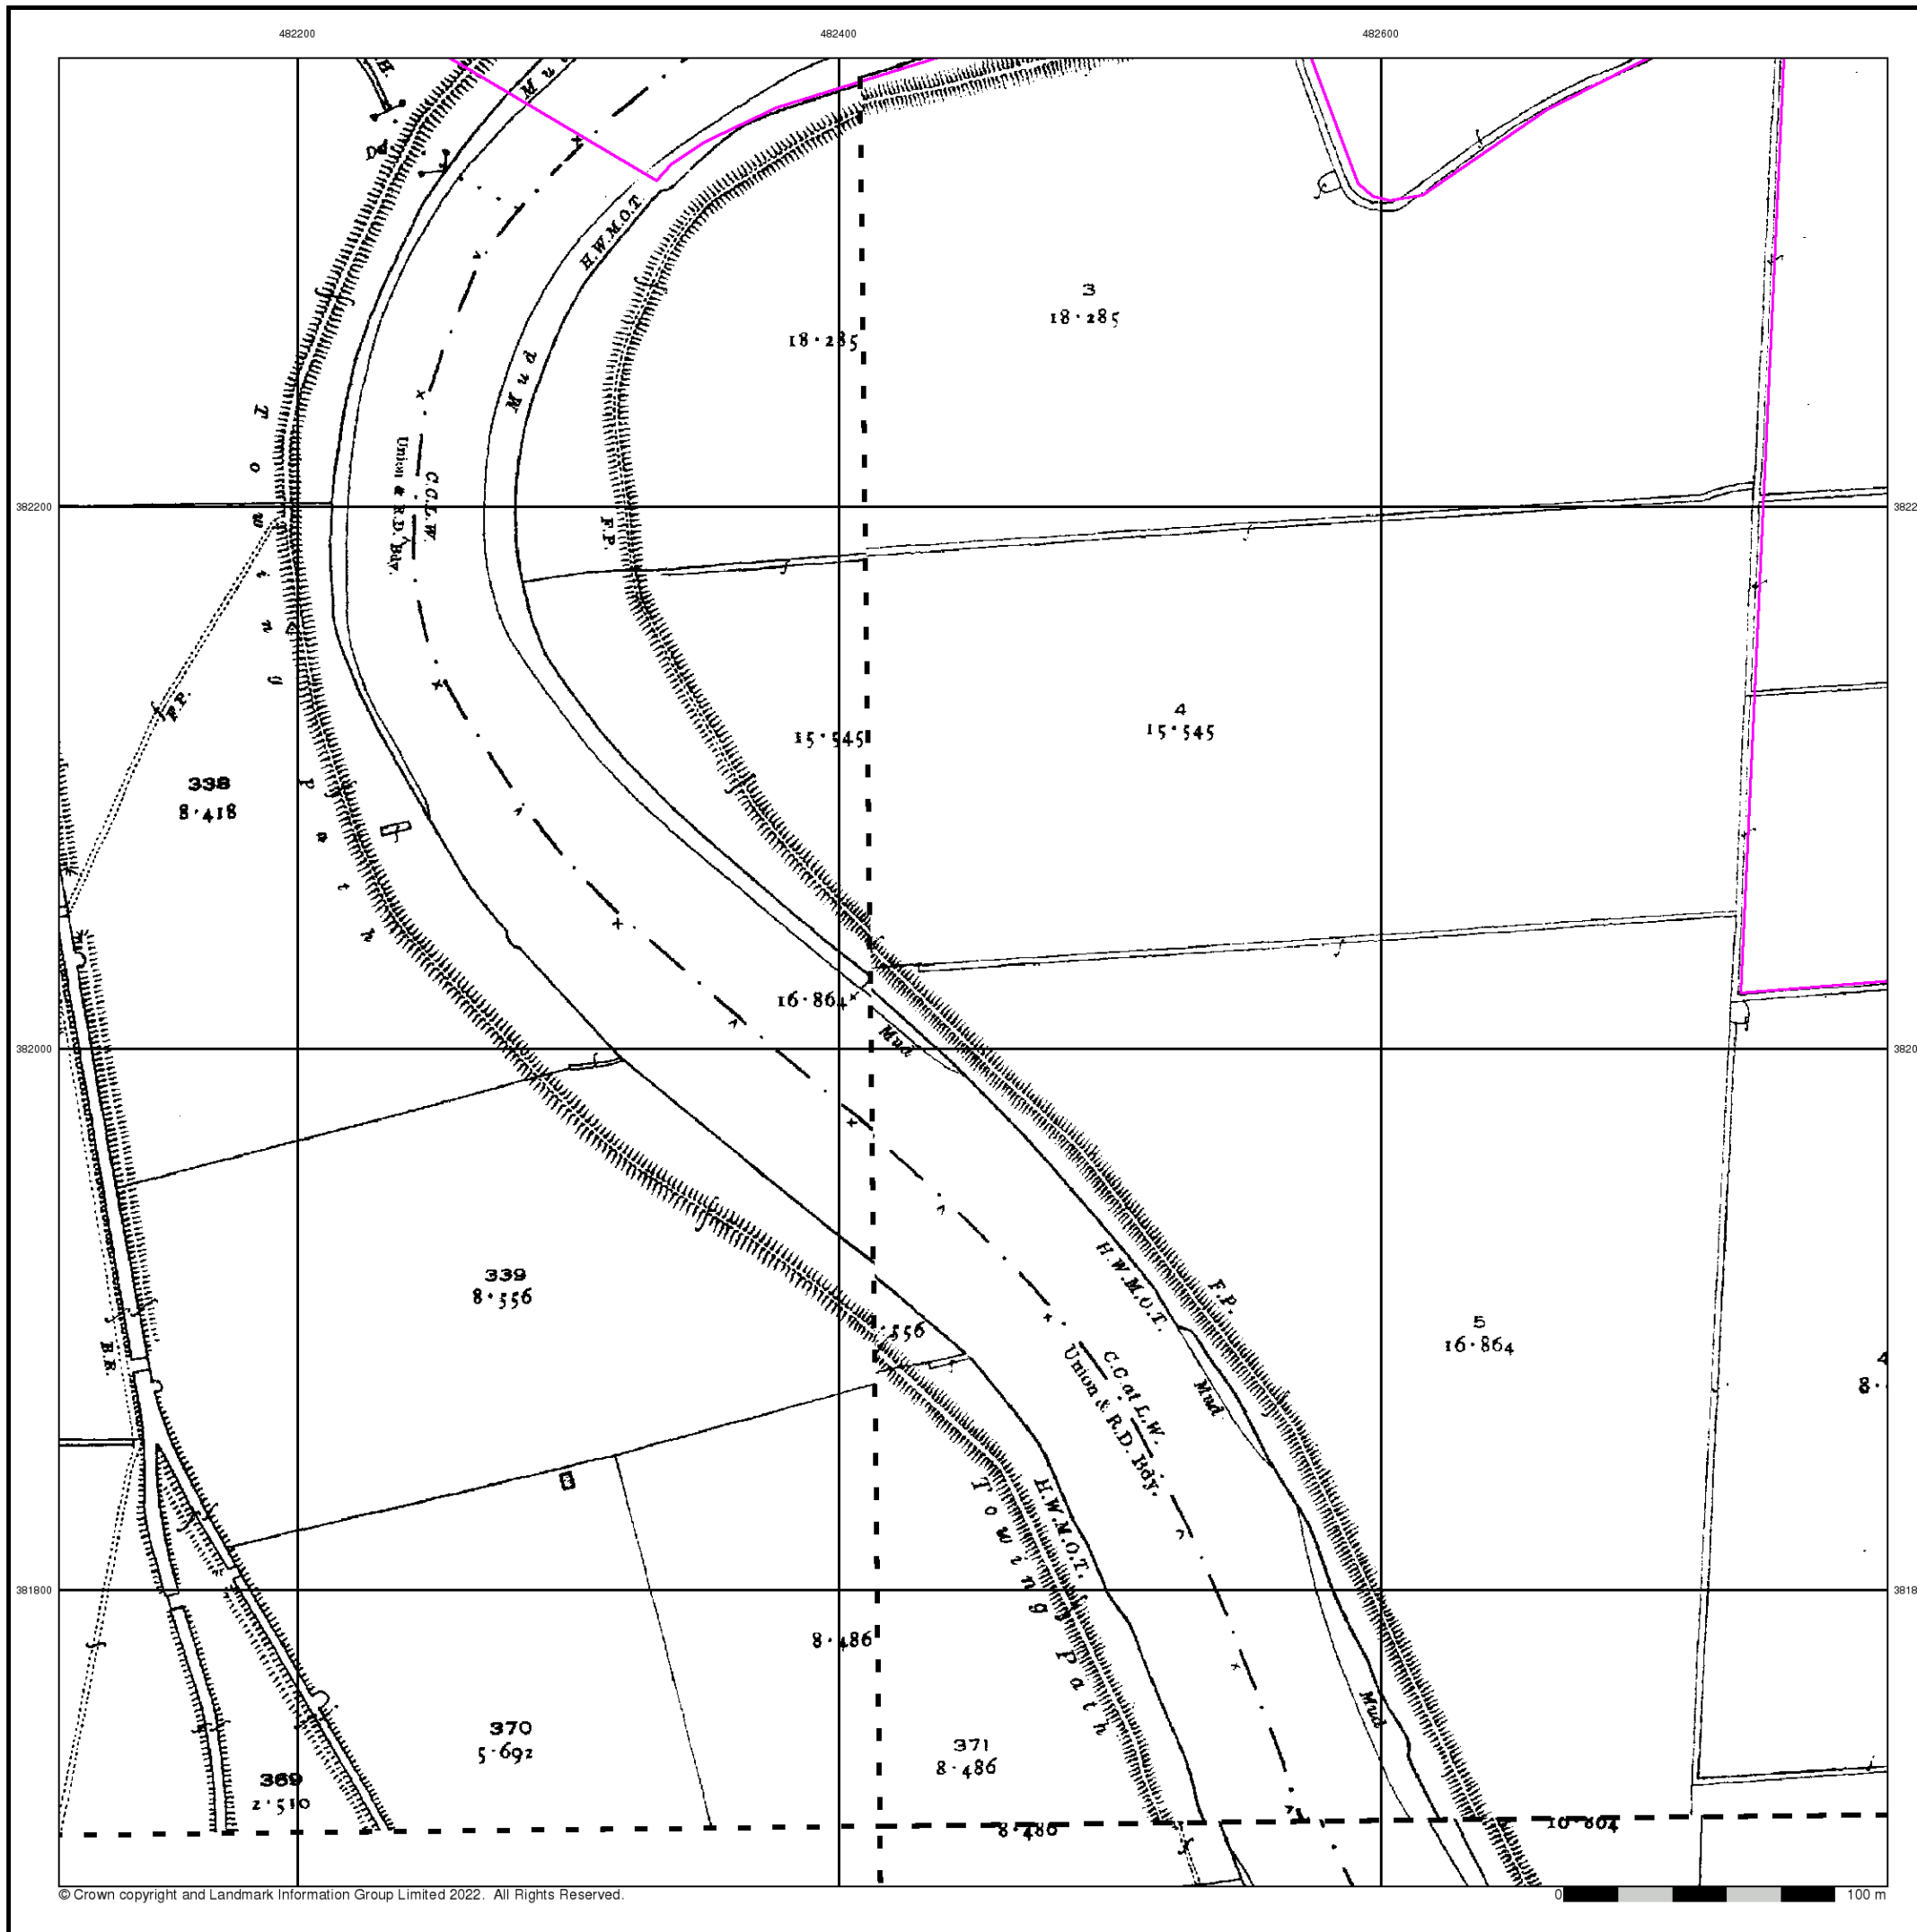 482200
482400
482600
H.
Mud
H.W.M.O.T.
3
18·285
18·285
Mud
Towing Path
C.C.L.W.
Union & R.D. Bdy.
382200
F.P.
F.P.
4
15·545
15·545
338
8·418
16·864
Mud
382000
H.W.M.O.T.
F.P.
339
8·556
·556
5
16·864
B.R.
C.C. at L.W.
Union & R.D. Bdy.
Mud
4
8·
Towing Path
H.W.M.O.T.
381800
8·486
Mud
370
5·692
371
8·486
369
2·510
8·486
© Crown copyright and Landmark Information Group Limited 2022. All Rights Reserved.
0
100 m